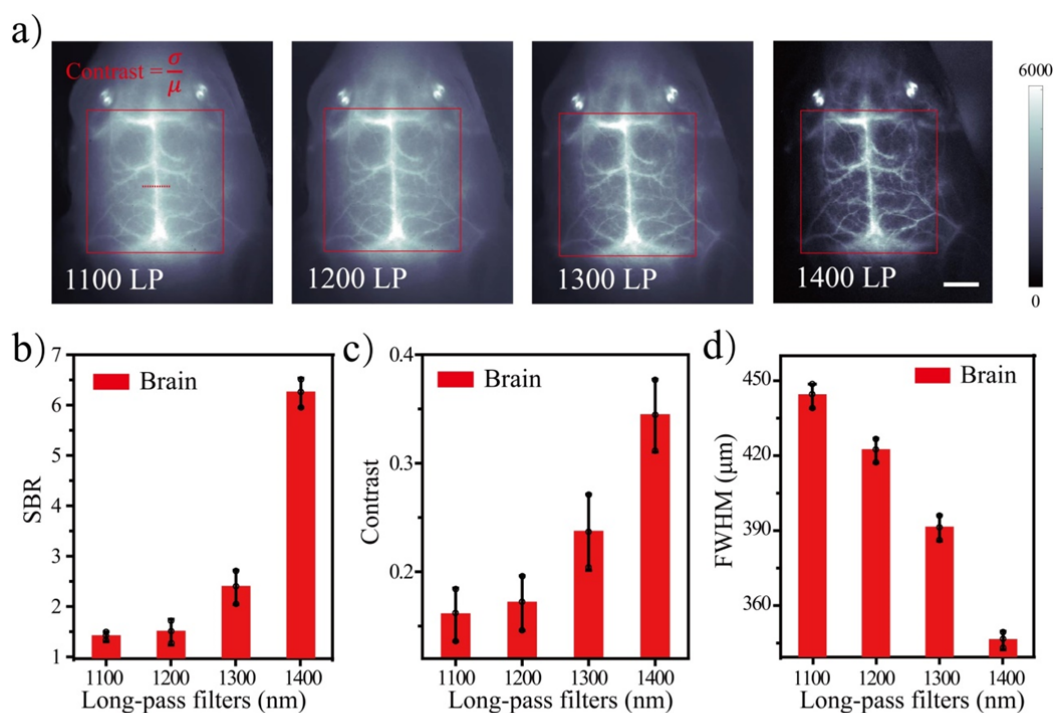 a)
Contrast = σ/μ
1100 LP
1200 LP
1300 LP
1400 LP
6000
0
b)
7
6
5
4
3
2
1
SBR
Brain
1100 1200 1300 1400
Long-pass filters (nm)
c)
0.4
0.3
0.2
Contrast
Brain
1100 1200 1300 1400
Long-pass filters (nm)
d)
450
420
390
360
FWHM (μm)
Brain
1100 1200 1300 1400
Long-pass filters (nm)